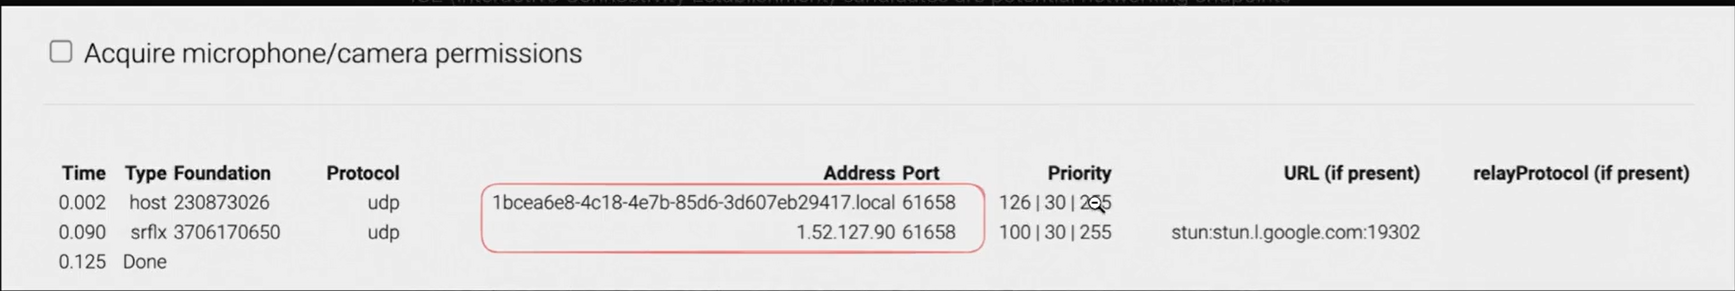 Acquire microphone/camera permissions
Time Type Foundation Protocol Address Port Priority URL (if present) relayProtocol (if present)
0.002 host 230873026 udp 1bcea6e8-4c18-4e7b-85d6-3d607eb29417.local 61658 126 | 30 | 255
0.090 srflx 3706170650 udp 1.52.127.90 61658 100 | 30 | 255 stun:stun.l.google.com:19302
0.125 Done